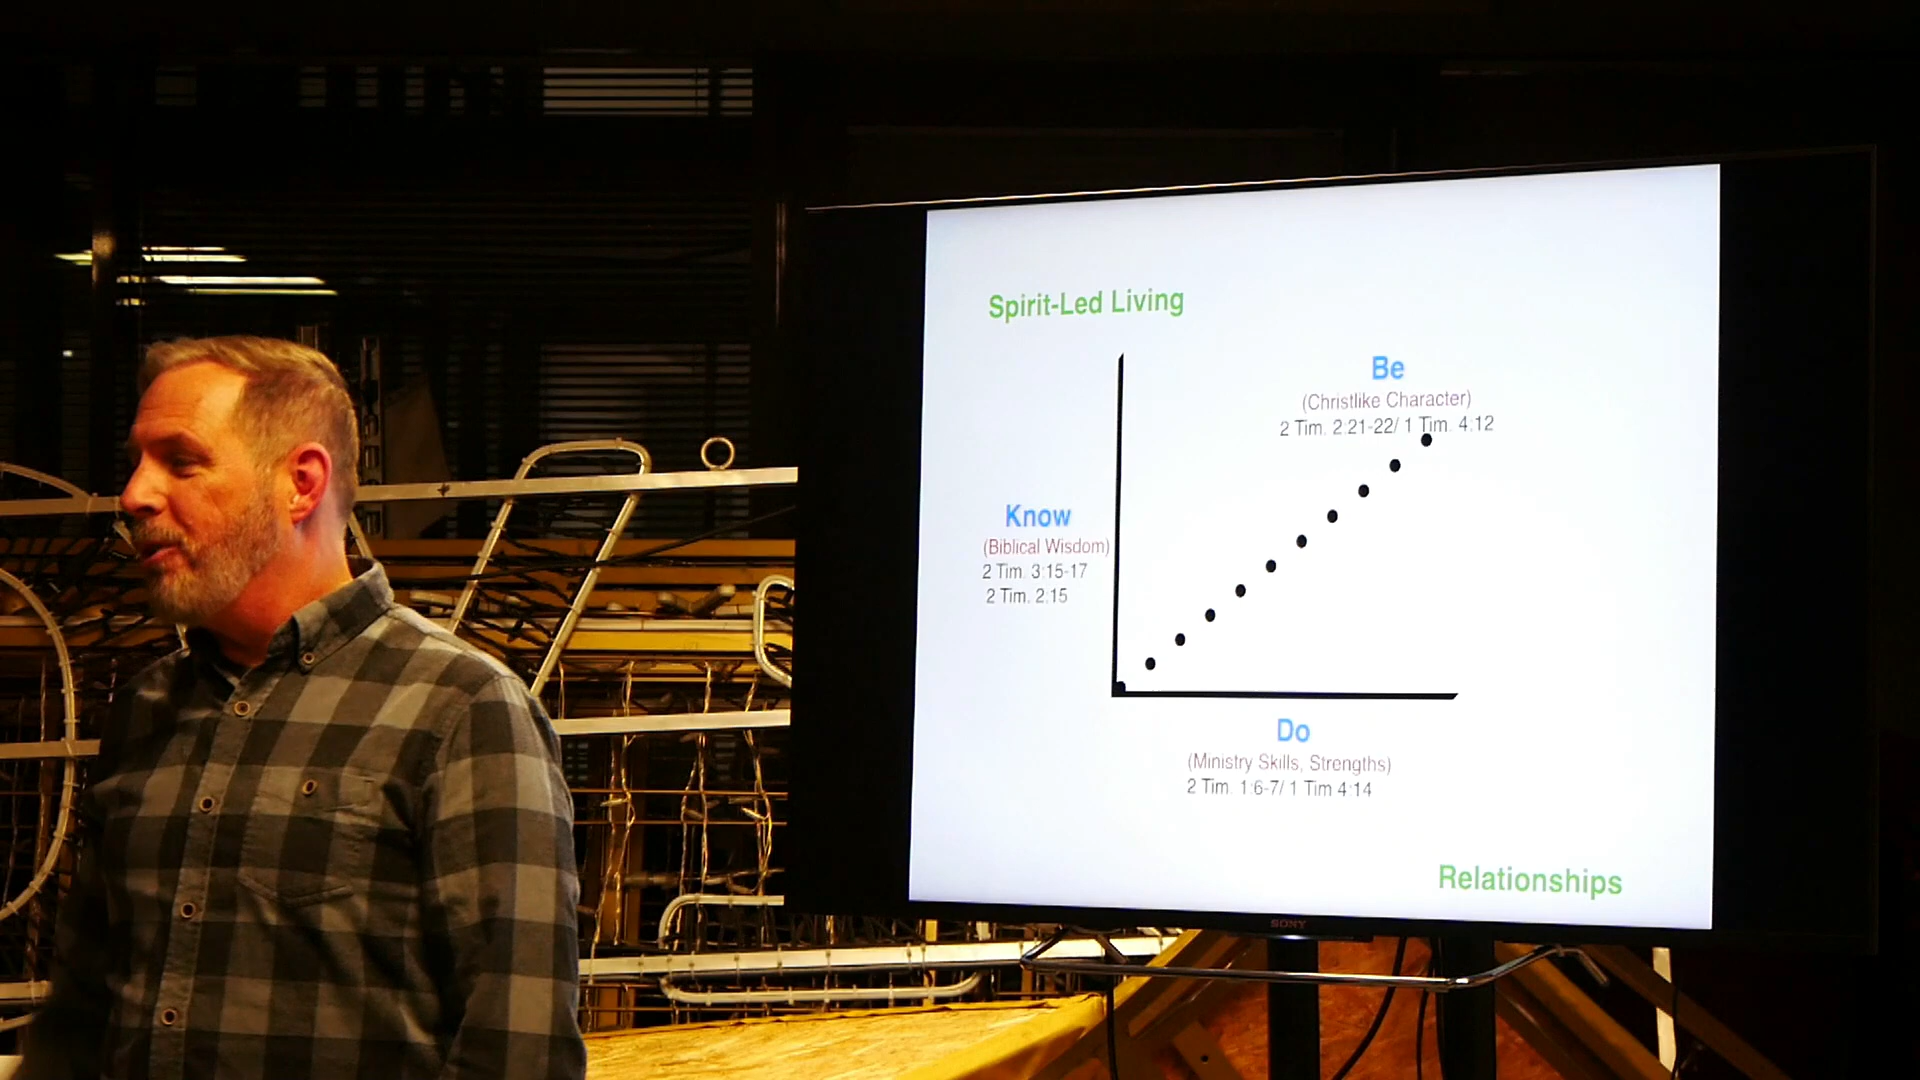 Spirit-Led Living
Be
(Christlike Character)
2 Tim. 2:21-22/ 1 Tim. 4:12
Know
(Biblical Wisdom)
2 Tim. 3:15-17
2 Tim. 2:15
Do
(Ministry Skills, Strengths)
2 Tim. 1:6-7/ 1 Tim 4:14
Relationships
SONY